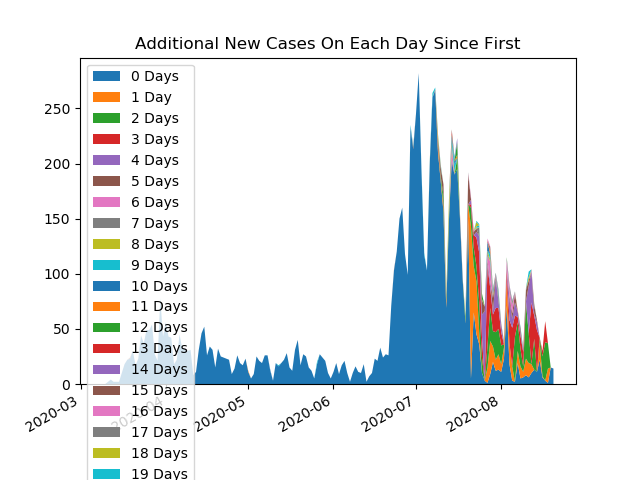 Additional New Cases On Each Day Since First
250
200
150
100
50
0
0 Days
1 Day
2 Days
3 Days
4 Days
5 Days
6 Days
7 Days
8 Days
9 Days
10 Days
11 Days
12 Days
13 Days
14 Days
15 Days
16 Days
17 Days
18 Days
19 Days
2020-03
2020-04
2020-05
2020-06
2020-07
2020-08